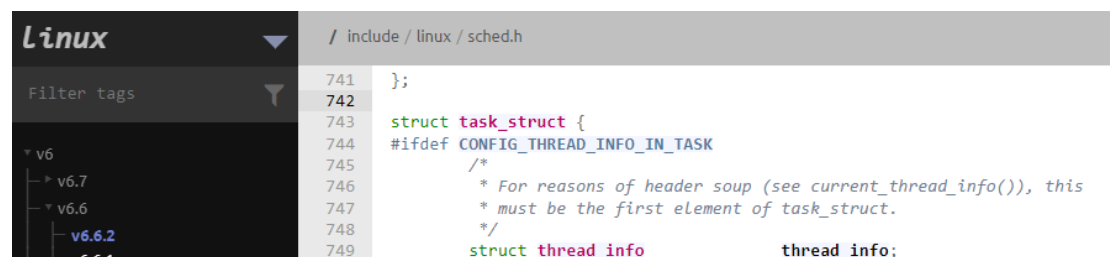 Linux
/ include / linux / sched.h
Filter tags
v6
v6.7
v6.6
v6.6.2
741 };
742
743 struct task_struct {
744 #ifdef CONFIG_THREAD_INFO_IN_TASK
745 /*
746 * For reasons of header soup (see current_thread_info()), this
747 * must be the first element of task_struct.
748 */
749 struct thread_info thread_info;